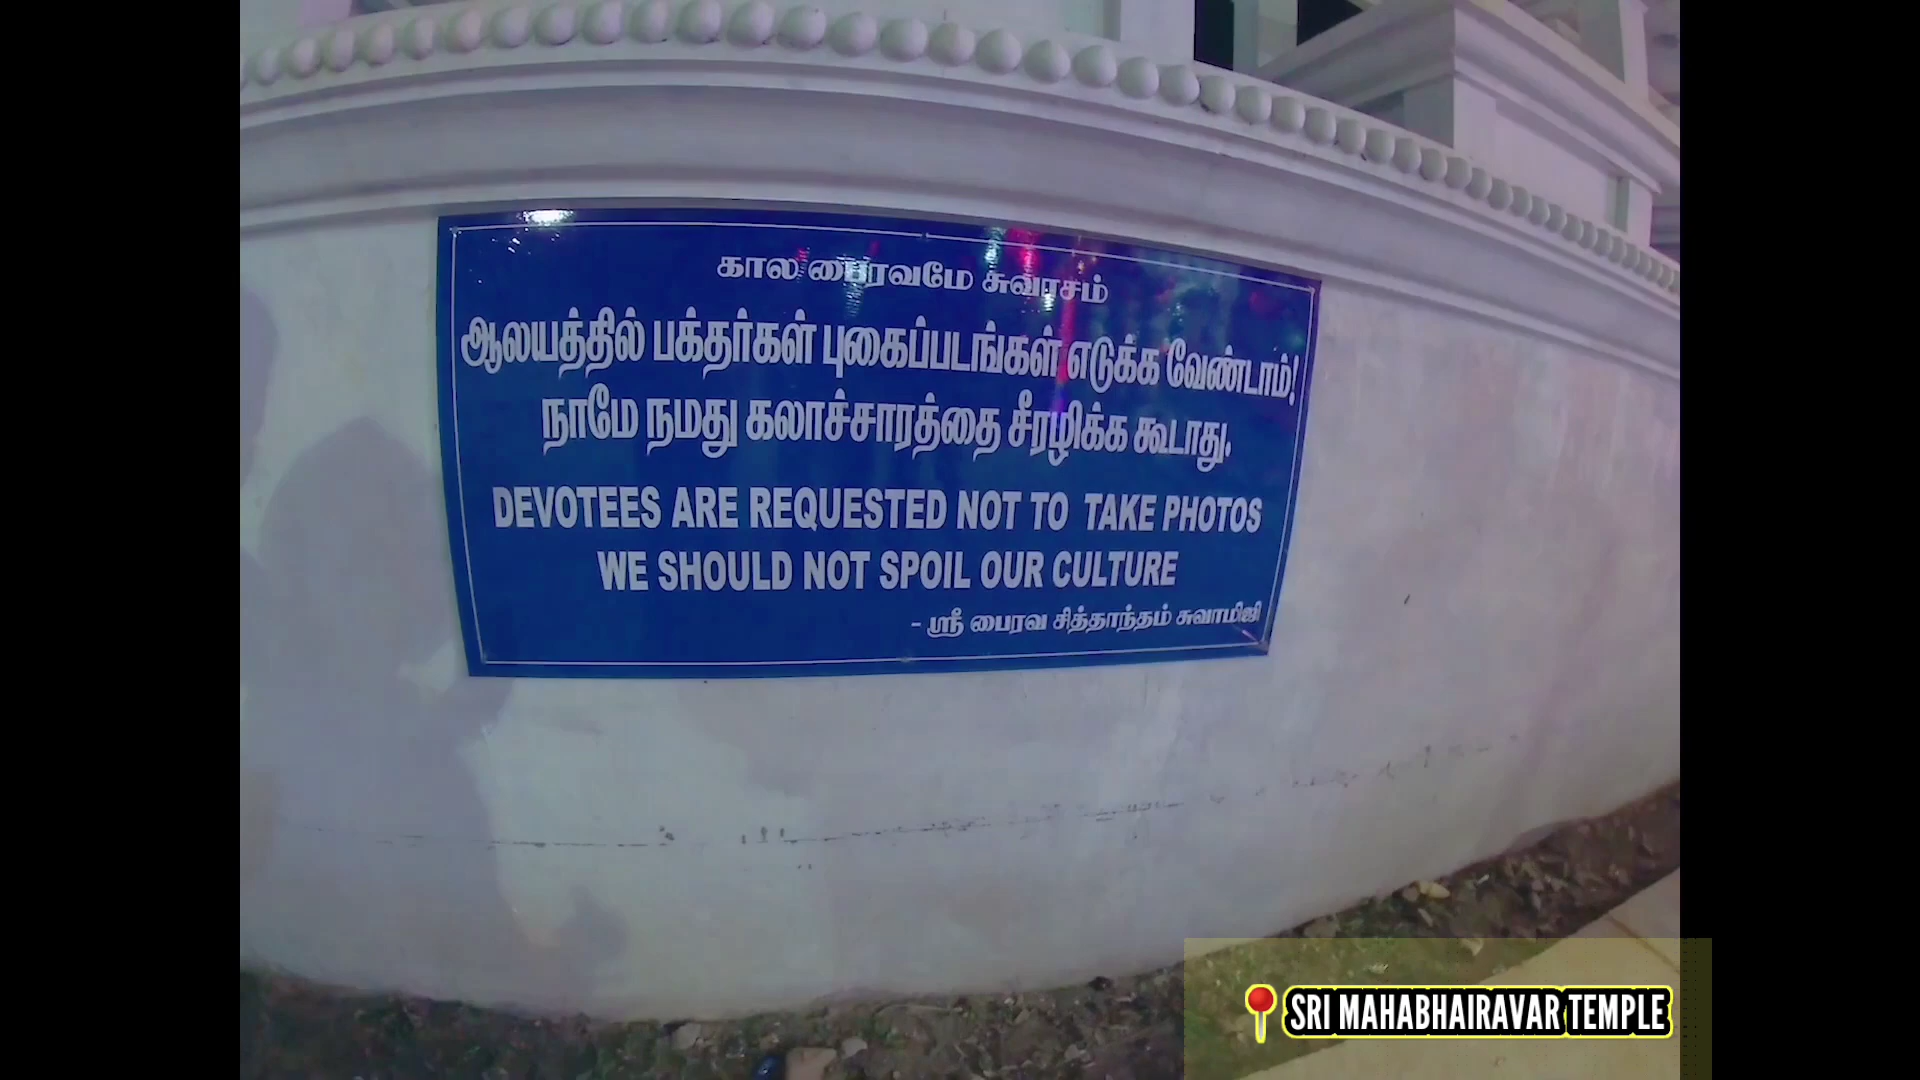 கால பைரவமே சுவாசம்
ஆலயத்தில் பக்தர்கள் புகைப்படங்கள் எடுக்க வேண்டாம்!
நாமே நமது கலாச்சாரத்தை சீரழிக்க கூடாது.
DEVOTEES ARE REQUESTED NOT TO TAKE PHOTOS
WE SHOULD NOT SPOIL OUR CULTURE
- ஸ்ரீ பைரவ சித்தாந்தம் சுவாமிஜி
SRI MAHABHAIRAVAR TEMPLE